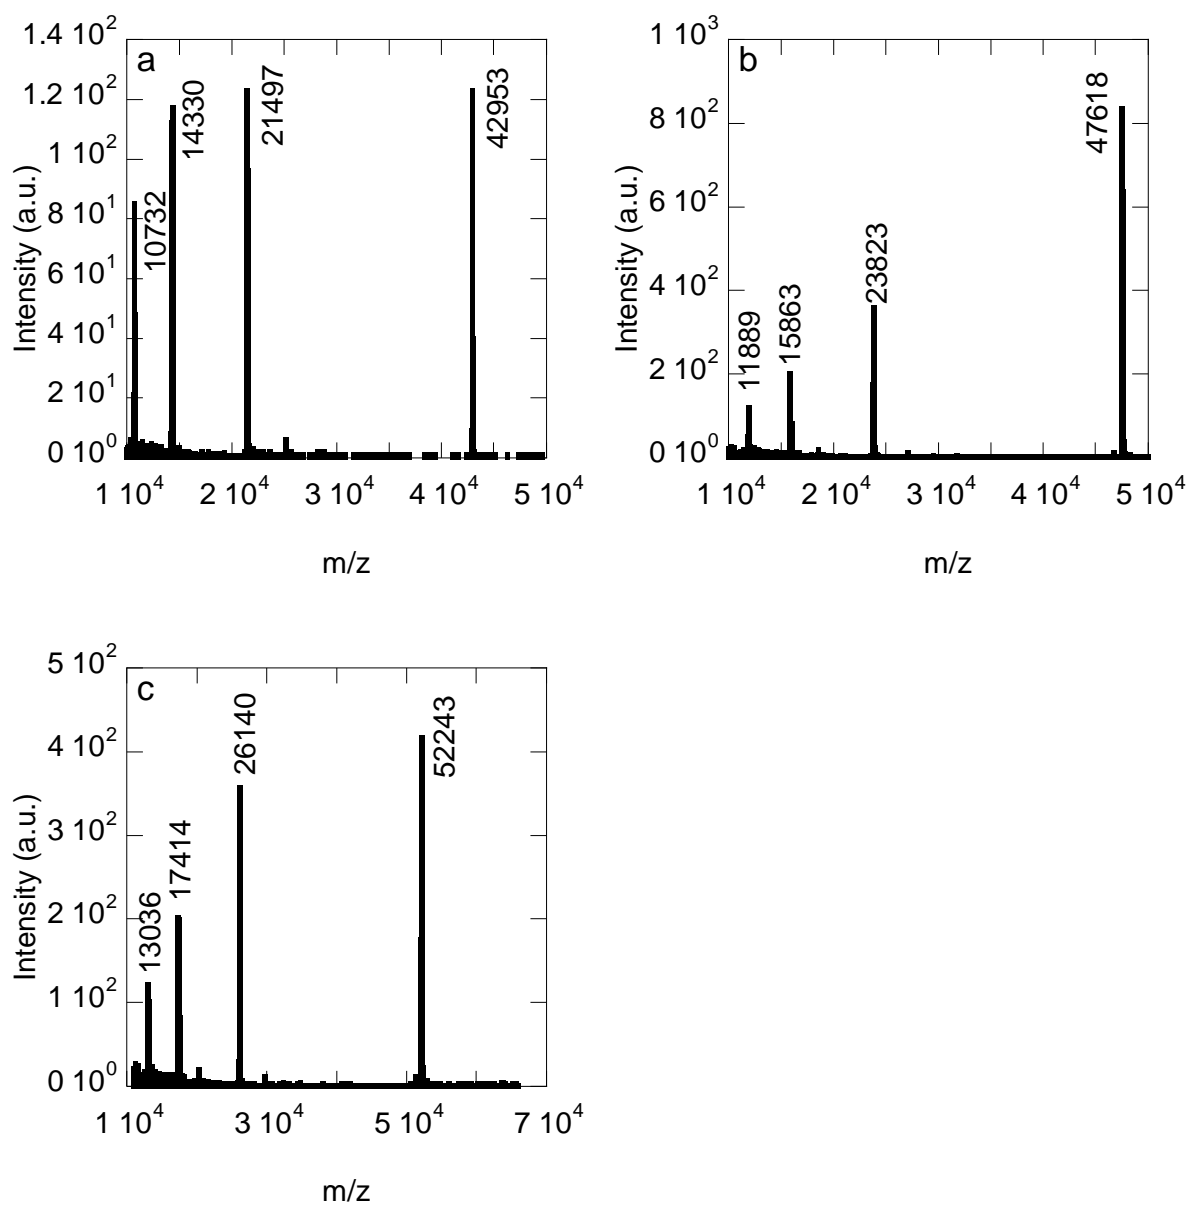 a
1.4 10²
1.2 10²
1 10²
8 10¹
6 10¹
4 10¹
2 10¹
0 10⁰
Intensity (a.u.)
10732
14330
21497
42953
1 10⁴ 2 10⁴ 3 10⁴ 4 10⁴ 5 10⁴
m/z
b
1 10³
8 10²
6 10²
4 10²
2 10²
0 10⁰
Intensity (a.u.)
11889
15863
23823
47618
1 10⁴ 2 10⁴ 3 10⁴ 4 10⁴ 5 10⁴
m/z
c
5 10²
4 10²
3 10²
2 10²
1 10²
0 10⁰
Intensity (a.u.)
13036
17414
26140
52243
1 10⁴ 3 10⁴ 5 10⁴ 7 10⁴
m/z